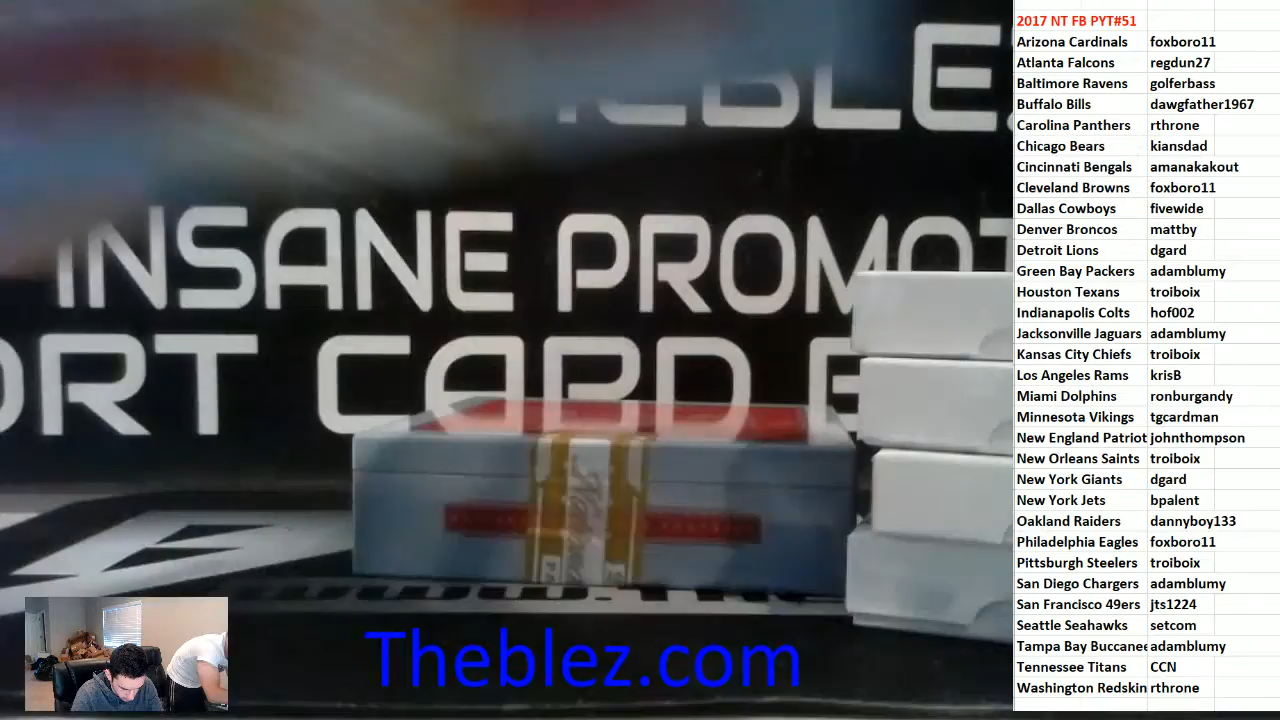 EBLE
INSANE PROMOT
ORT CARD E
Theblez.com
2017 NT FB PYT#51
Arizona Cardinals foxboro11
Atlanta Falcons regdun27
Baltimore Ravens golferbass
Buffalo Bills dawgfather1967
Carolina Panthers rthrone
Chicago Bears kiansdad
Cincinnati Bengals amanakakout
Cleveland Browns foxboro11
Dallas Cowboys fivewide
Denver Broncos mattby
Detroit Lions dgard
Green Bay Packers adamblumy
Houston Texans troiboix
Indianapolis Colts hof002
Jacksonville Jaguars adamblumy
Kansas City Chiefs troiboix
Los Angeles Rams krisB
Miami Dolphins ronburgandy
Minnesota Vikings tgcardman
New England Patriot johnthompson
New Orleans Saints troiboix
New York Giants dgard
New York Jets bpalent
Oakland Raiders dannyboy133
Philadelphia Eagles foxboro11
Pittsburgh Steelers troiboix
San Diego Chargers adamblumy
San Francisco 49ers jts1224
Seattle Seahawks setcom
Tampa Bay Buccanee adamblumy
Tennessee Titans CCN
Washington Redskin rthrone